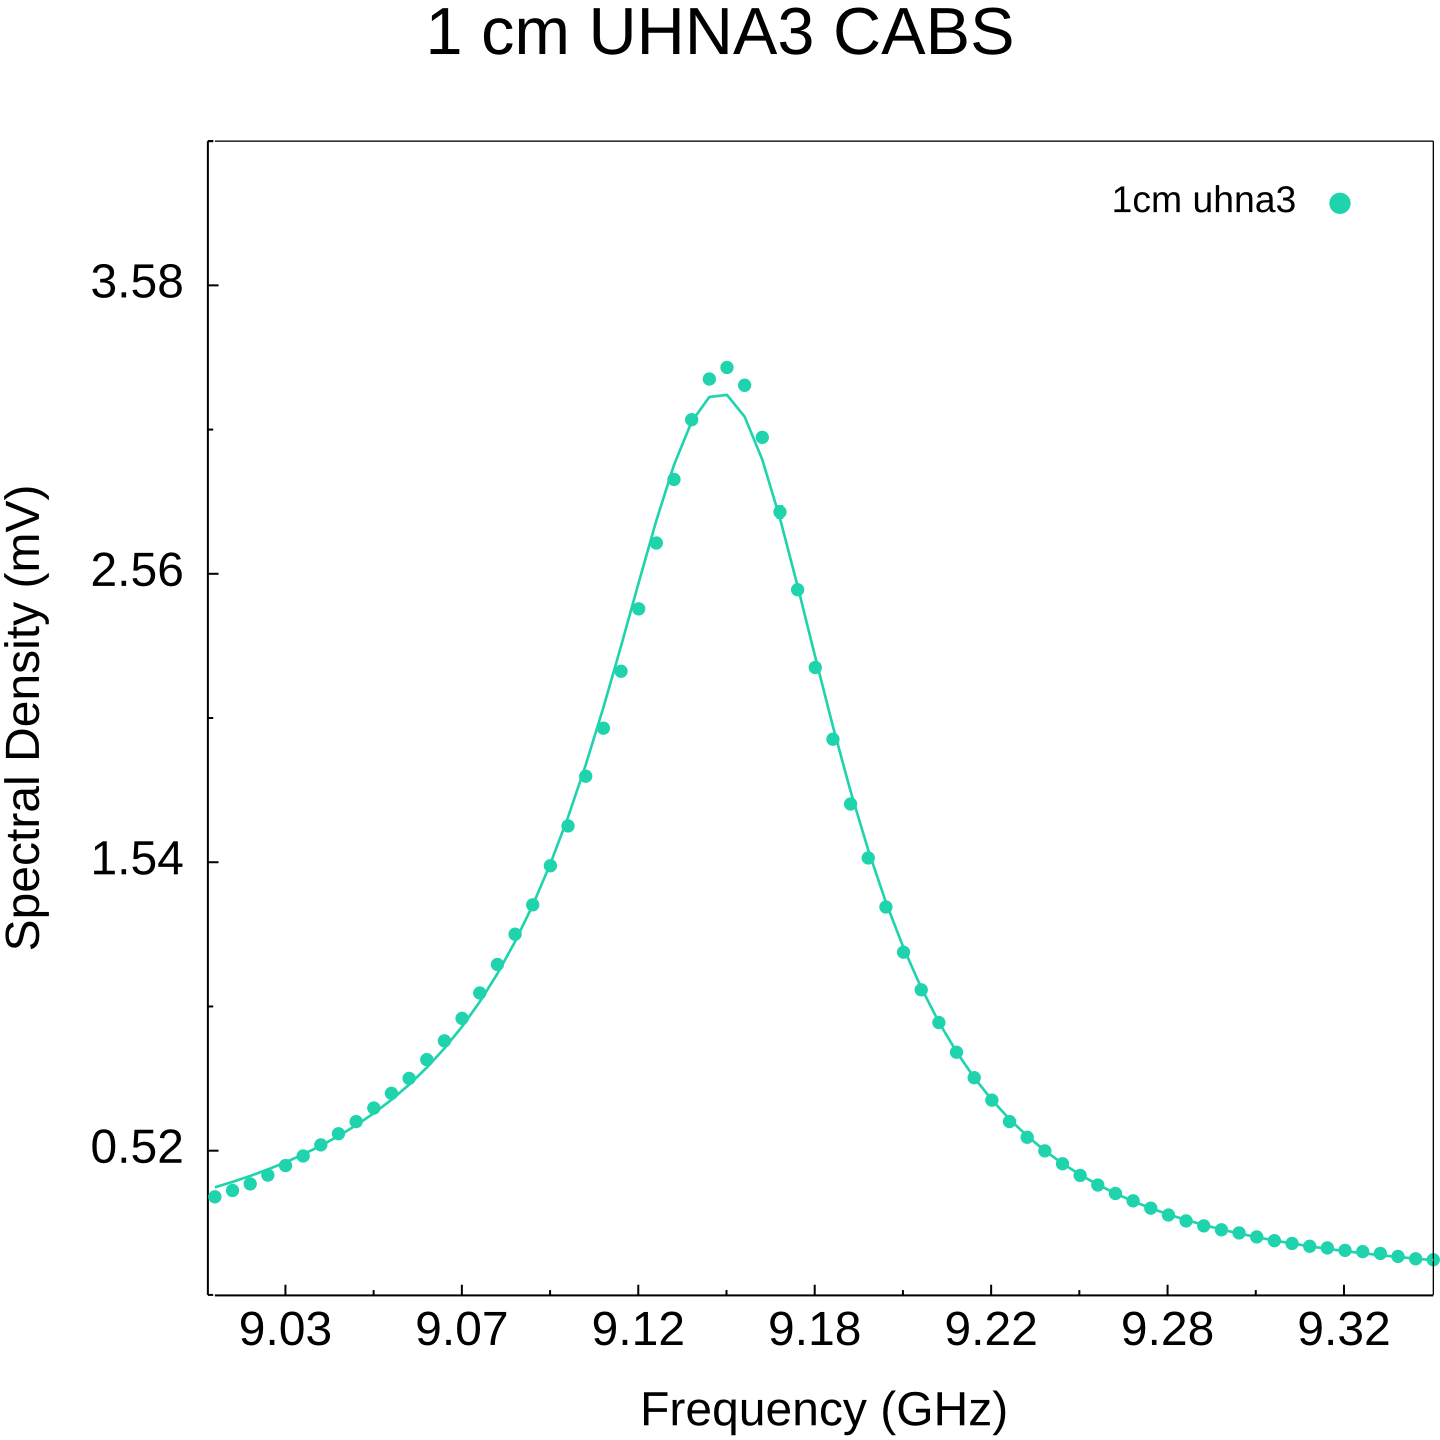 1 cm UHNA3 CABS
1cm uhna3
3.58
2.56
1.54
0.52
Spectral Density (mV)
9.03 9.07 9.12 9.18 9.22 9.28 9.32
Frequency (GHz)